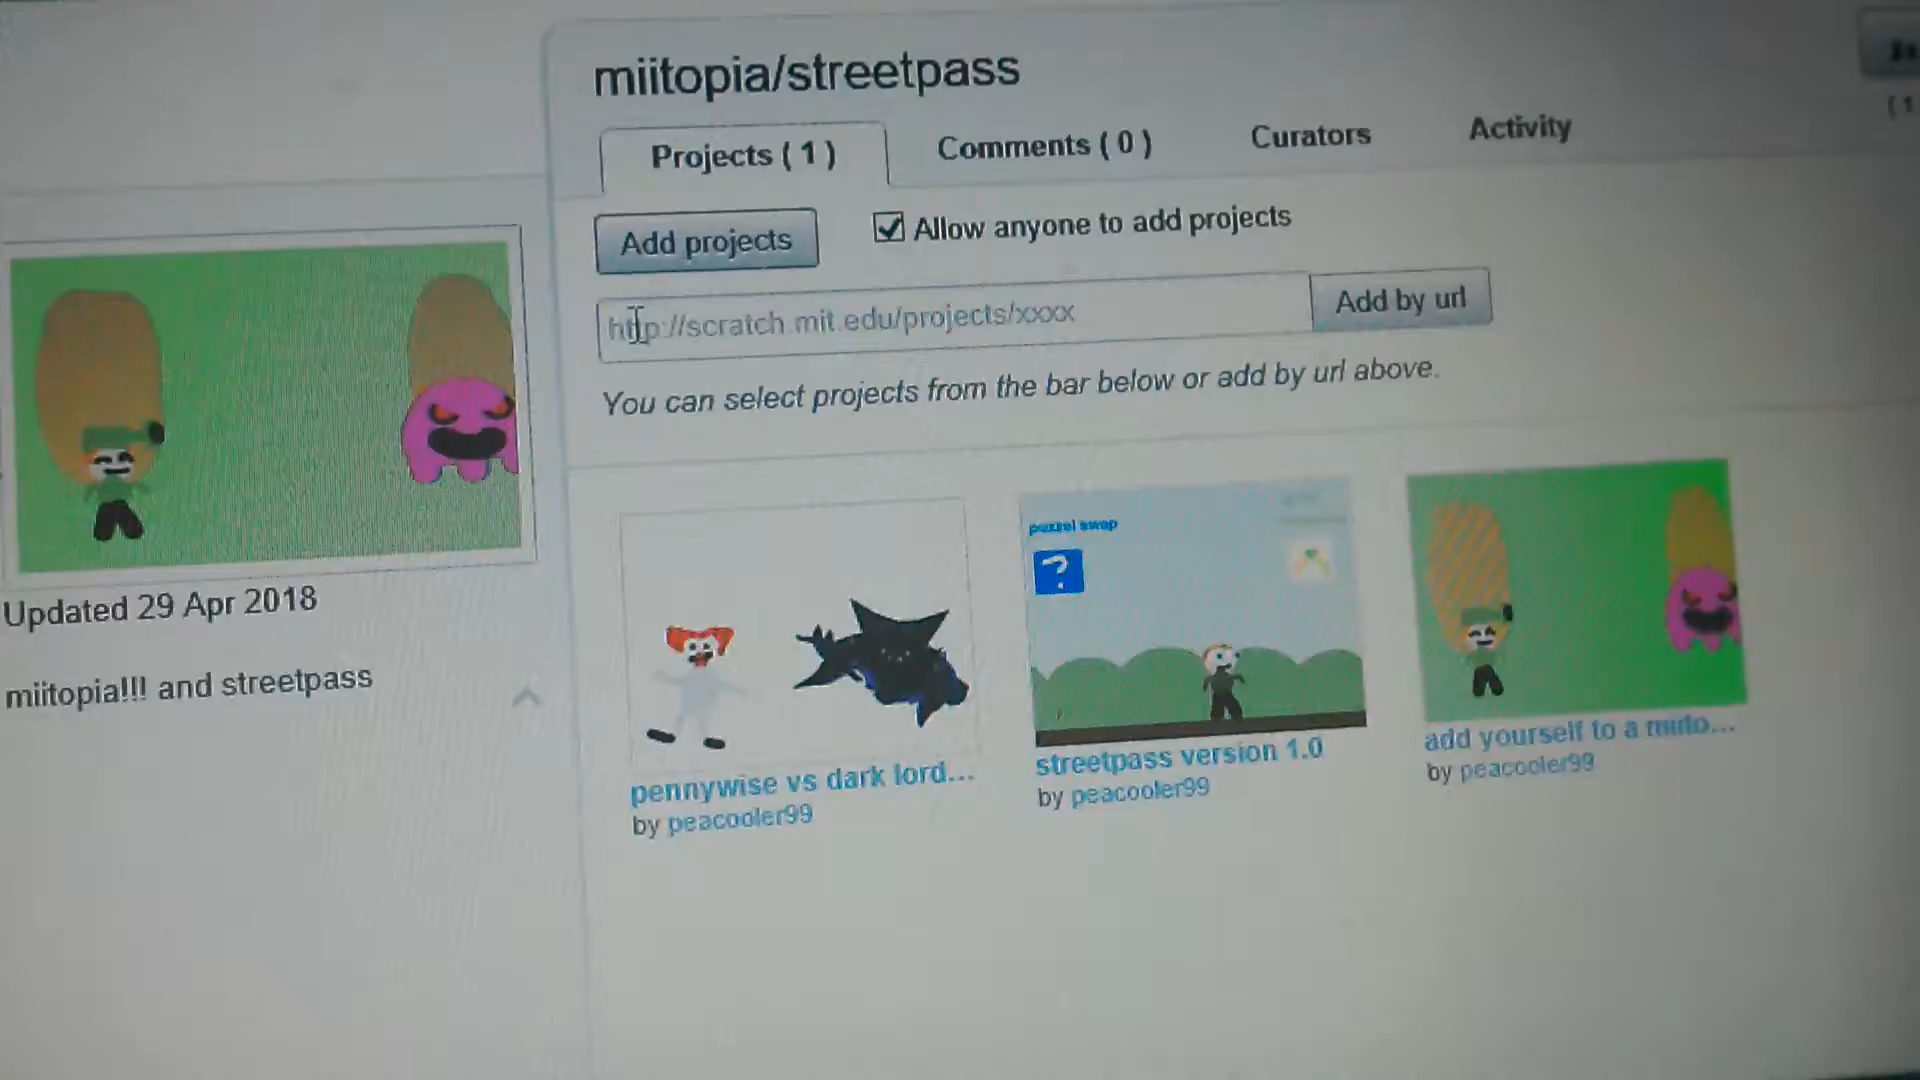 miitopia/streetpass
Projects ( 1 )
Comments ( 0 )
Curators
Activity
Add projects
Allow anyone to add projects
http://scratch.mit.edu/projects/xxxx
Add by url
You can select projects from the bar below or add by url above.
Updated 29 Apr 2018
miitopia!!! and streetpass
puzzel swap
?
pennywise vs dark lord...
by peacooler99
streetpass version 1.0
by peacooler99
add yourself to a
by peacooler99